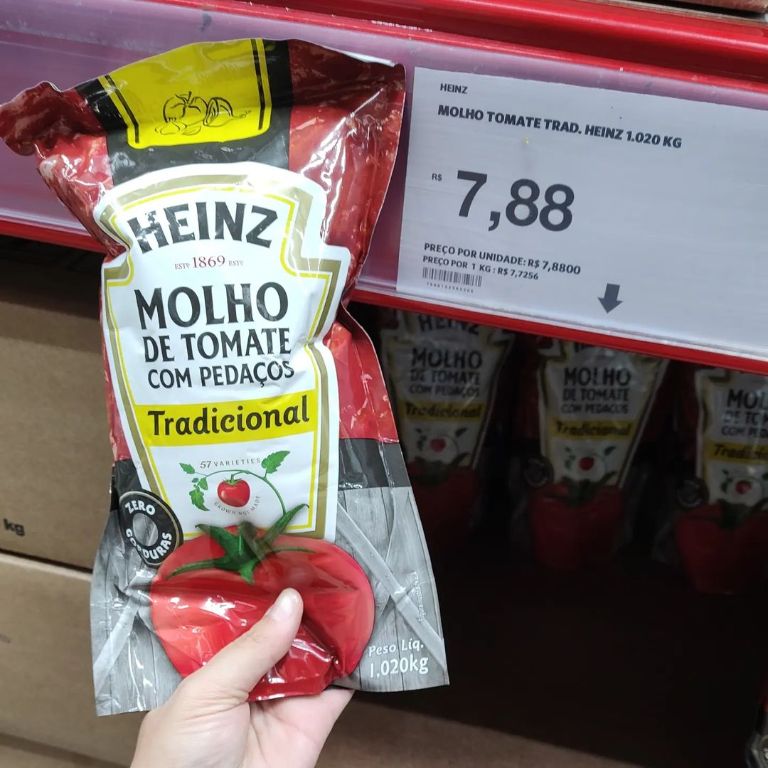 HEINZ
ESTD 1869 ESTD
MOLHO
DE TOMATE
COM PEDAÇOS
Tradicional
57 VARIETIES
ZERO
GORDURAS
Peso Líq.
1.020kg
HEINZ
MOLHO TOMATE TRAD. HEINZ 1.020 KG
R$ 7,88
PREÇO POR UNIDADE: R$ 7,8800
PREÇO POR 1 KG: R$ 7,7256
HEINZ
MOLHO
DE TOMATE
COM PEDAÇOS
Tradicional
MOLHO
DE TOMATE
COM PEDAÇOS
Tradicional
kg